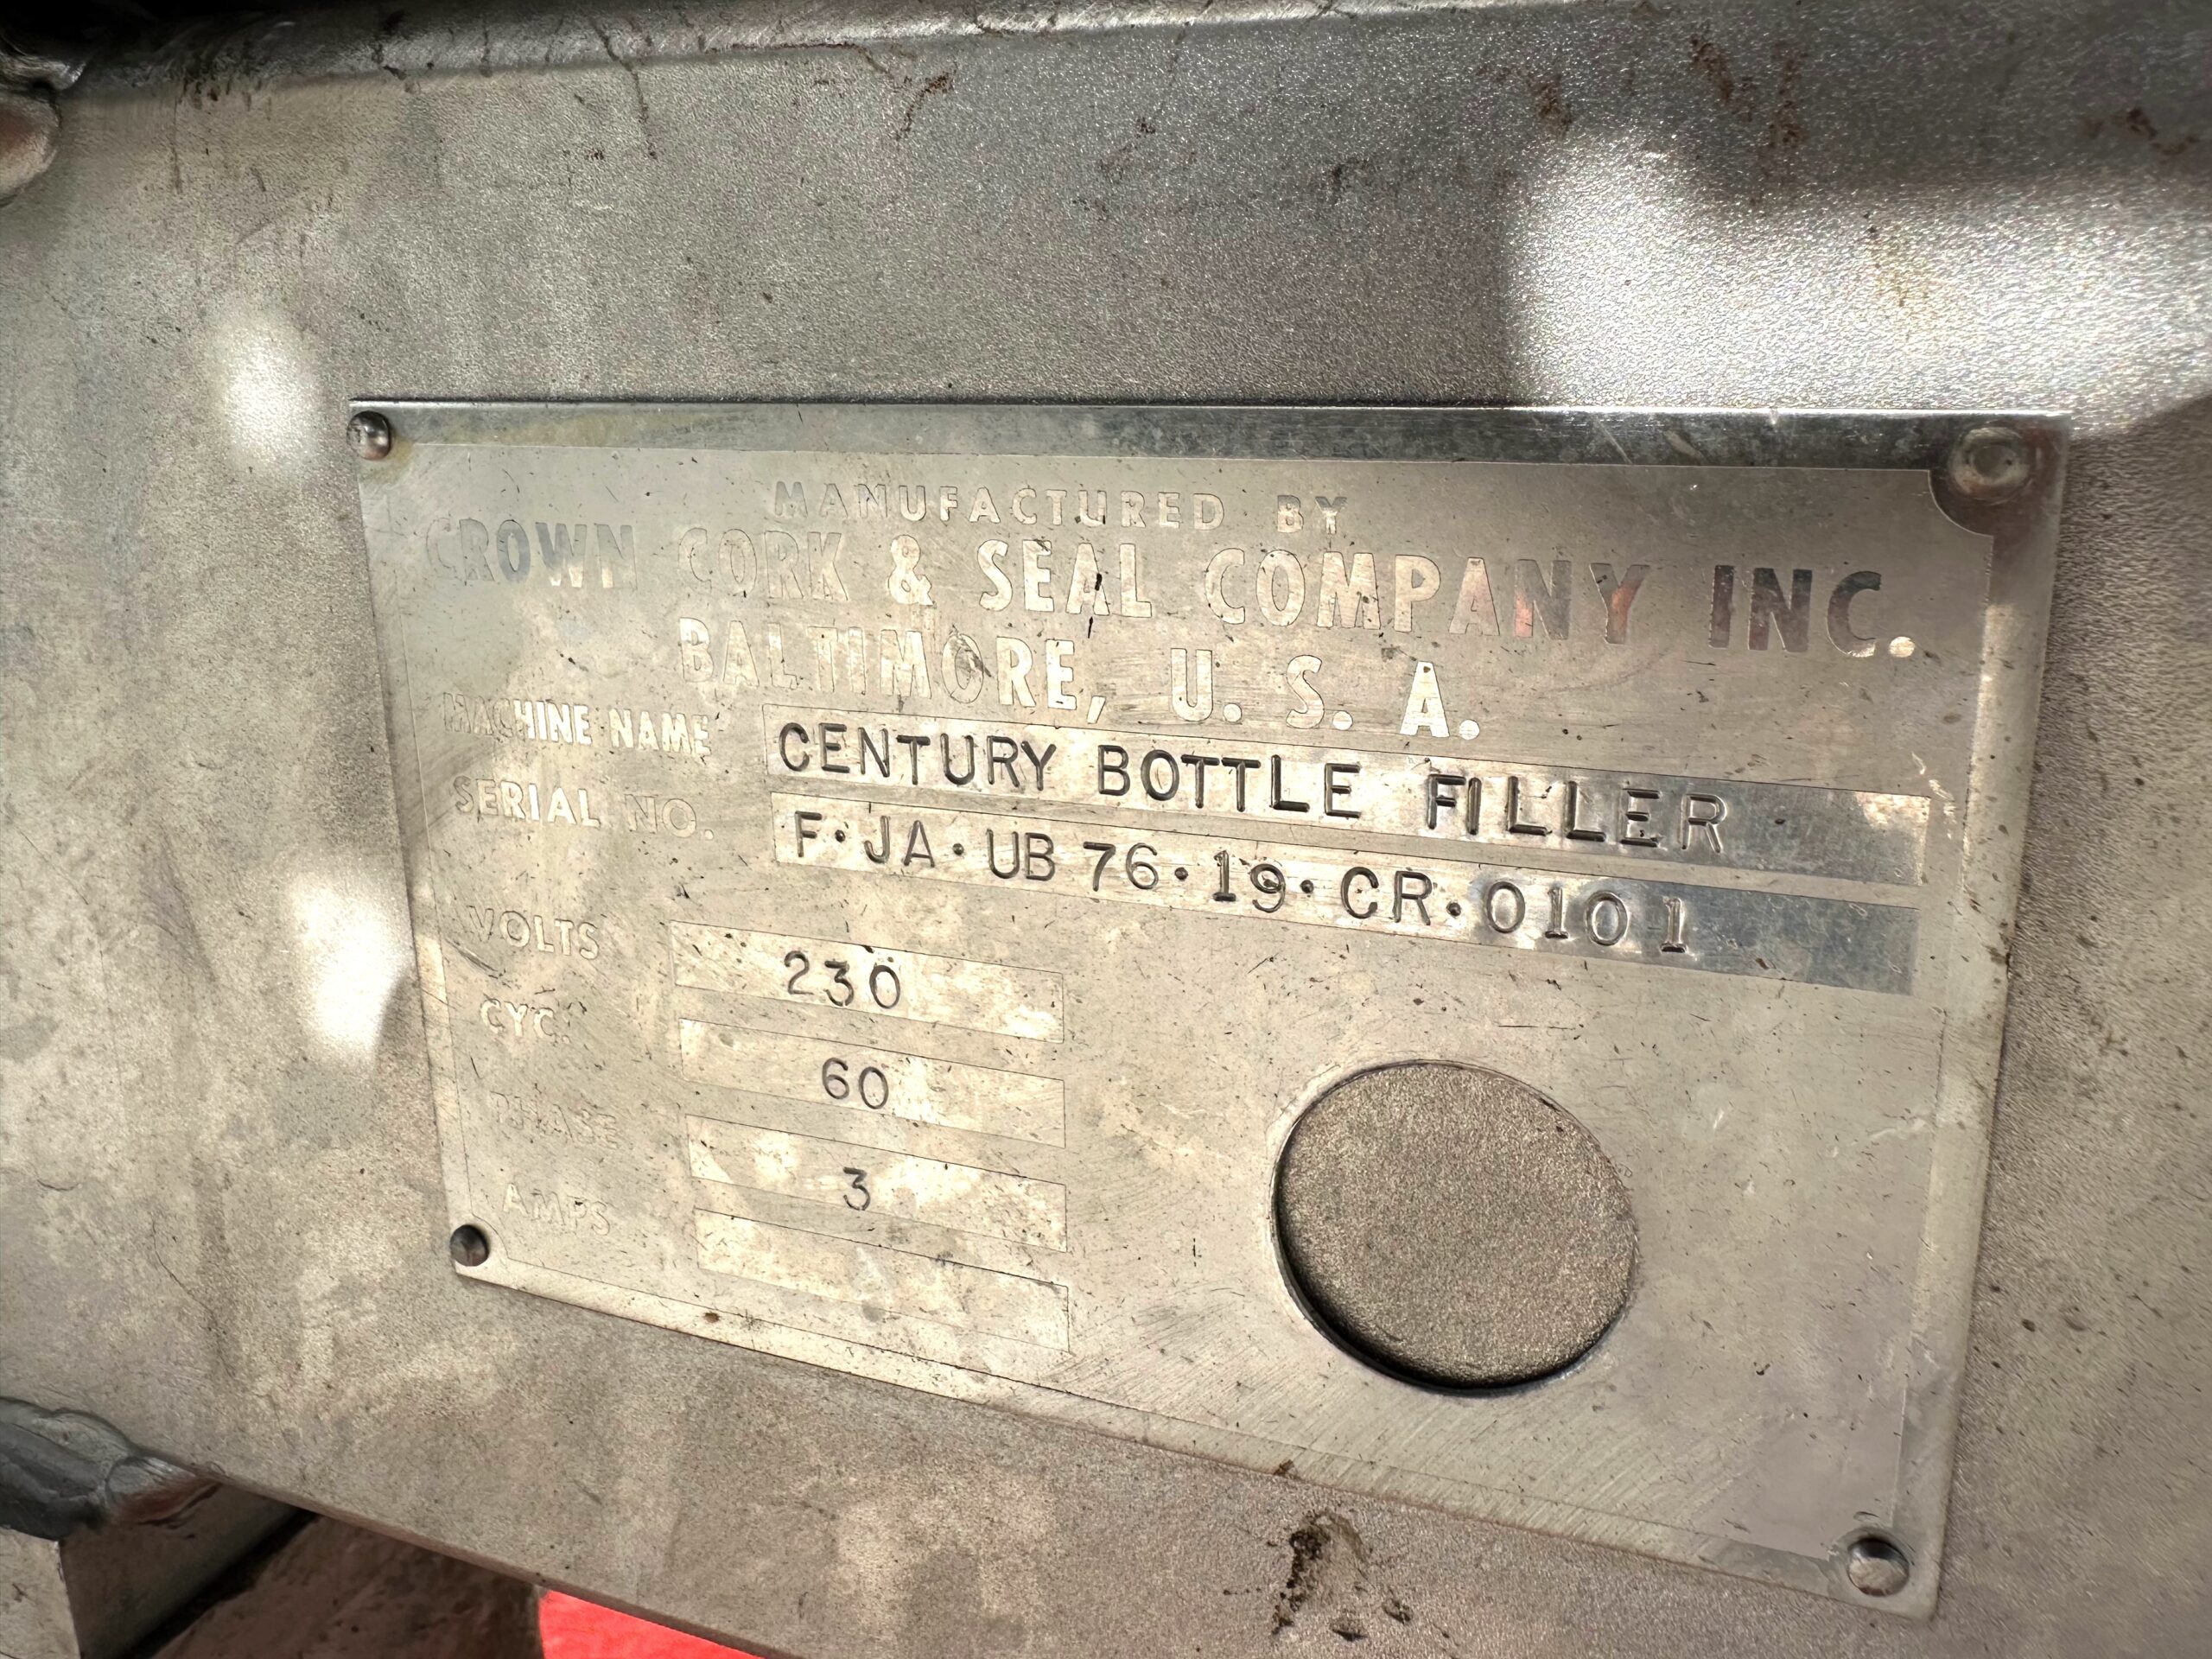 MANUFACTURED BY
CROWN CORK & SEAL COMPANY INC.
BALTIMORE, U. S. A.
MACHINE NAME CENTURY BOTTLE FILLER
SERIAL NO. F·JA·UB 76·19·CR·0101
VOLTS 230
CYC. 60
PHASE 3
AMPS